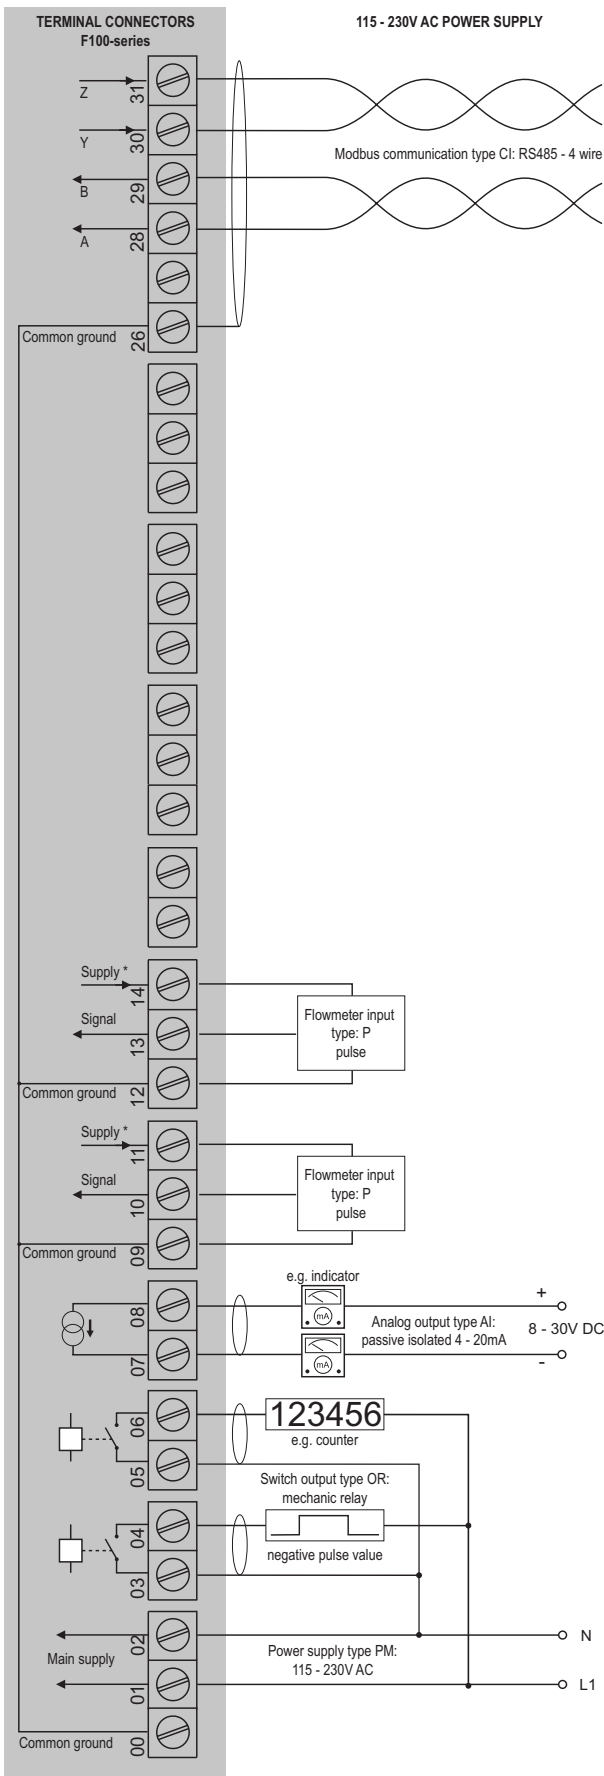 TERMINAL CONNECTORS
F100-series
115 - 230V AC POWER SUPPLY
Z
31
Y
30
Modbus communication type CI: RS485 - 4 wire
B
29
A
28
Common ground
26
Supply *
14
Signal
13
Flowmeter input
type: P
pulse
Common ground
12
Supply *
11
Signal
10
Flowmeter input
type: P
pulse
Common ground
09
e.g. indicator
08
mA
+
Analog output type AI:
passive isolated 4 - 20mA
8 - 30V DC
07
mA
-
06
123456
e.g. counter
05
Switch output type OR:
mechanic relay
04
negative pulse value
03
02
N
Main supply
Power supply type PM:
115 - 230V AC
01
L1
Common ground
00